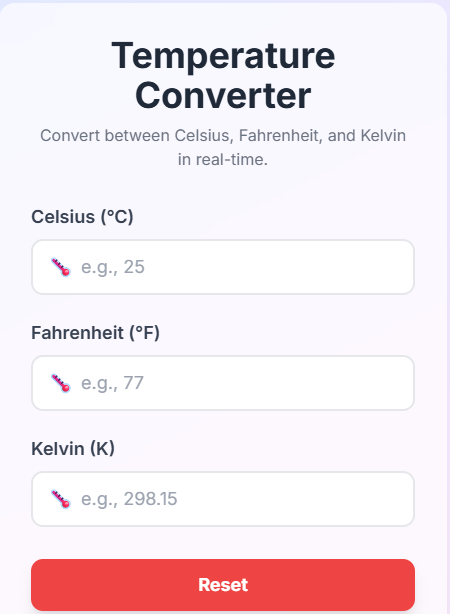 Temperature
Converter
Convert between Celsius, Fahrenheit, and Kelvin
in real-time.
Celsius (°C)
e.g., 25
Fahrenheit (°F)
e.g., 77
Kelvin (K)
e.g., 298.15
Reset